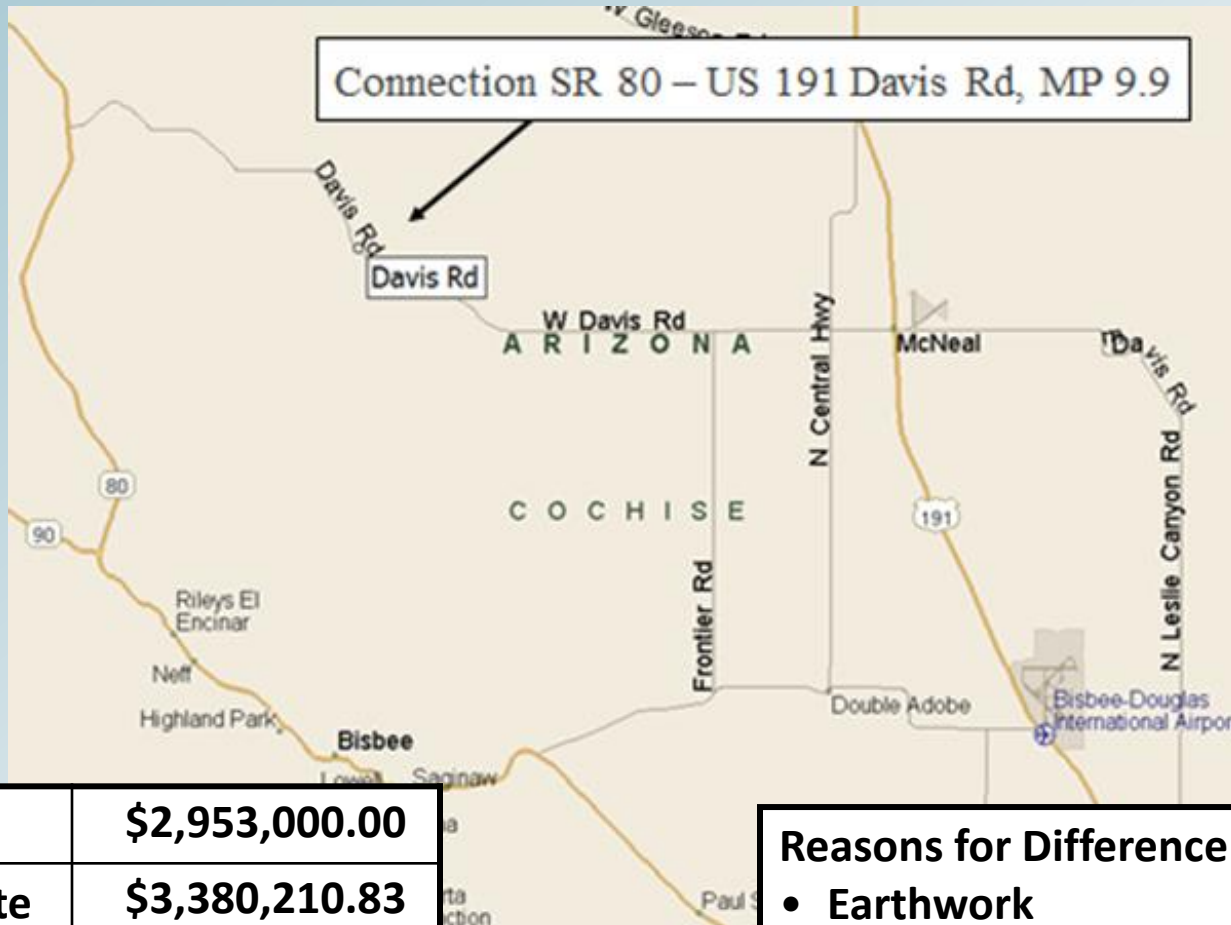 Connection SR 80 – US 191 Davis Rd, MP 9.9
Davis Rd
Davis Rd
W Davis Rd
ARIZONA
N Central Hwy
McNeal
Davis Rd
80
COCHISE
191
90
N Leslie Canyon Rd
Frontier Rd
Rileys El
Encinar
Neff
Highland Park
Double Adobe
Bisbee-Douglas
International Airport
Bisbee
Lowell
Saginaw
$2,953,000.00
$3,380,210.83
Reasons for Difference
• Earthwork